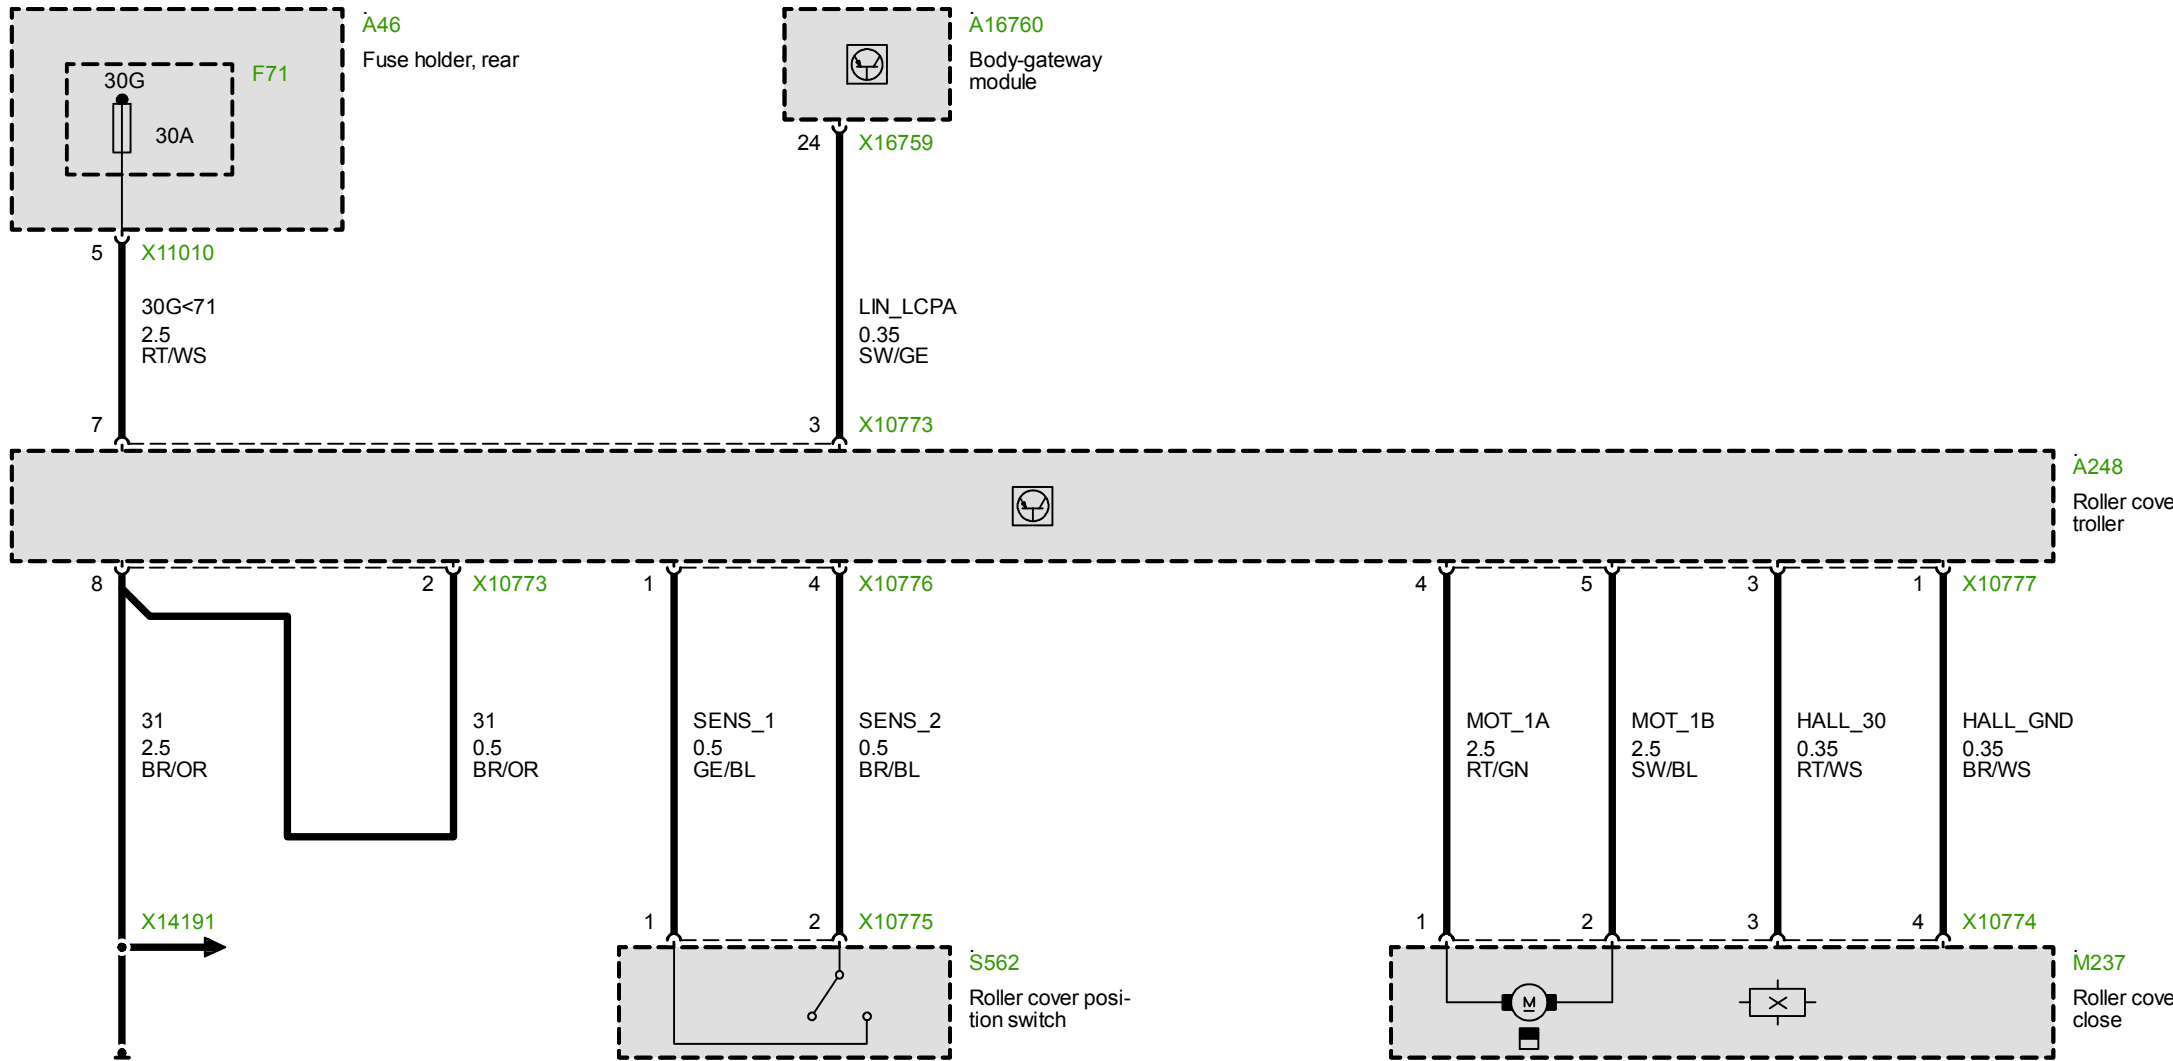 A46
Fuse holder, rear
F71
30G
30A
A16760
Body-gateway
module
24 X16759
5 X11010
30G<71
2.5
RT/WS
LIN_LCPA
0.35
SW/GE
7
3 X10773
A248
Roller cove
troller
8
2 X10773
1
4 X10776
4
5
3
1 X10777
31
2.5
BR/OR
31
0.5
BR/OR
SENS_1
0.5
GE/BL
SENS_2
0.5
BR/BL
MOT_1A
2.5
RT/GN
MOT_1B
2.5
SW/BL
HALL_30
0.35
RT/WS
HALL_GND
0.35
BR/WS
X14191
1
2 X10775
1
2
3
4 X10774
S562
Roller cover posi-
tion switch
M
M237
Roller cove
close